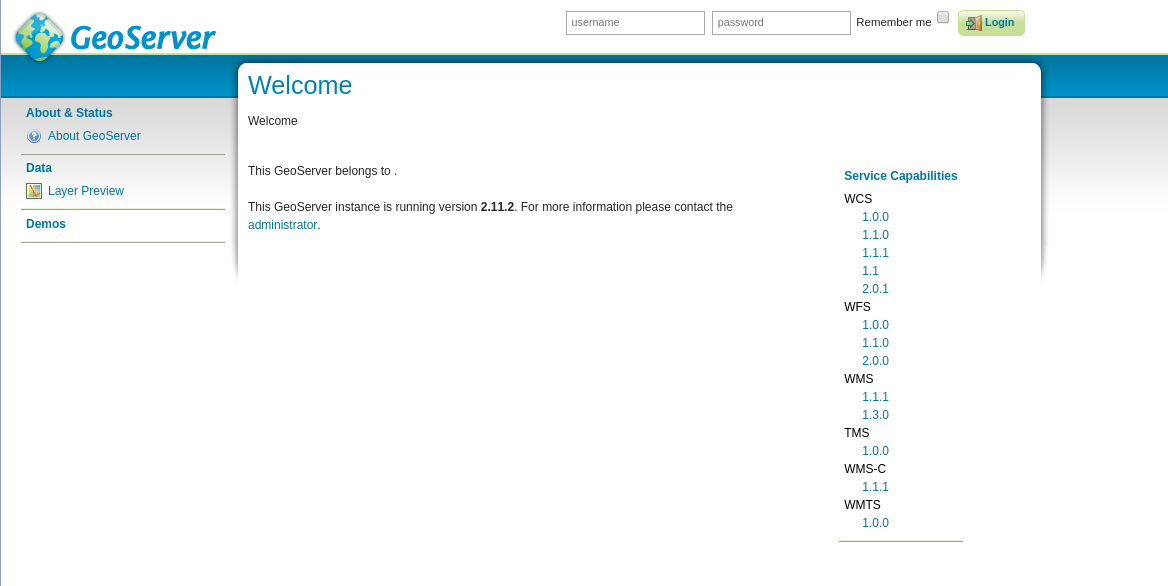 GeoServer
username password Remember me Login
Welcome
About & Status
About GeoServer
Data
Layer Preview
Demos
Welcome
This GeoServer belongs to .
This GeoServer instance is running version 2.11.2. For more information please contact the
administrator.
Service Capabilities
WCS
1.0.0
1.1.0
1.1.1
1.1
2.0.1
WFS
1.0.0
1.1.0
2.0.0
WMS
1.1.1
1.3.0
TMS
1.0.0
WMS-C
1.1.1
WMTS
1.0.0